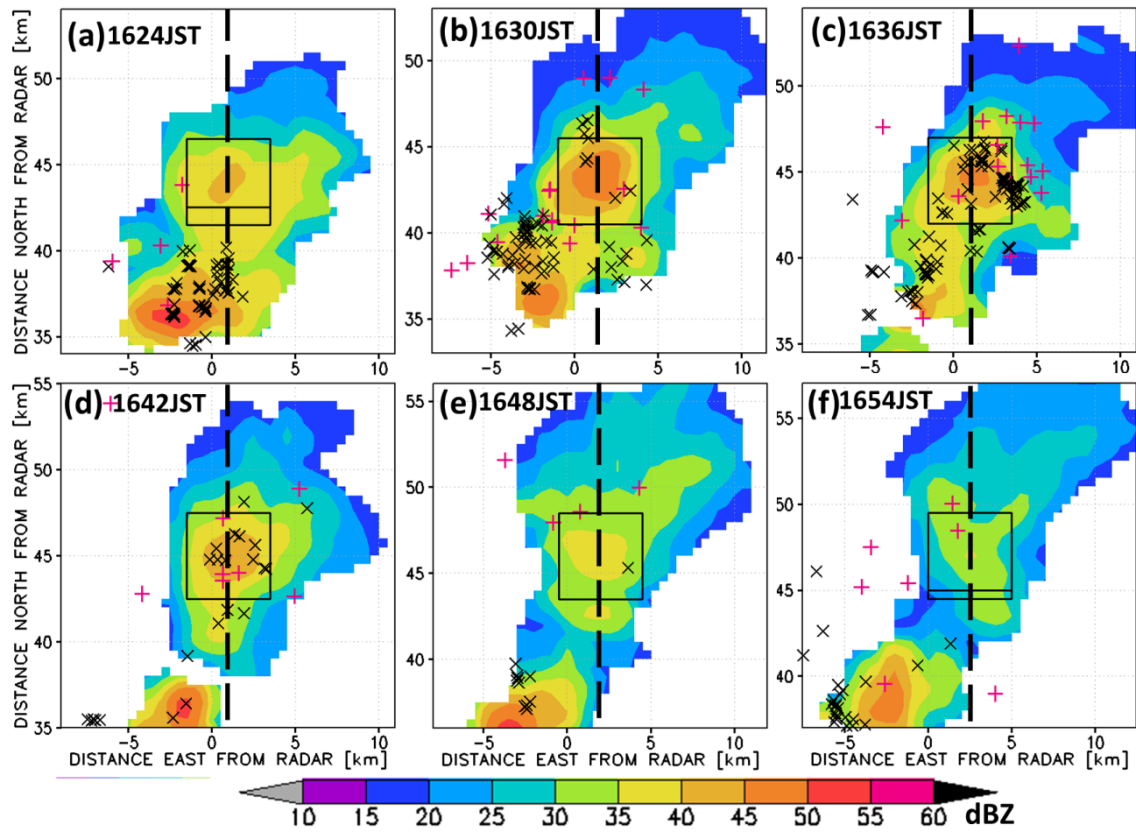 (a) 1624JST
(b) 1630JST
(c) 1636JST
DISTANCE NORTH FROM RADAR [km]
50
45
40
35
-5 0 5 10
50
45
40
35
-5 0 5 10
50
45
40
35
-5 0 5 10
(d) 1642JST
(e) 1648JST
(f) 1654JST
DISTANCE NORTH FROM RADAR [km]
55
50
45
40
35
-5 0 5 10
55
50
45
40
-5 0 5 10
55
50
45
40
-5 0 5 10
DISTANCE EAST FROM RADAR [km]
DISTANCE EAST FROM RADAR [km]
DISTANCE EAST FROM RADAR [km]
10 15 20 25 30 35 40 45 50 55 60 dBZ